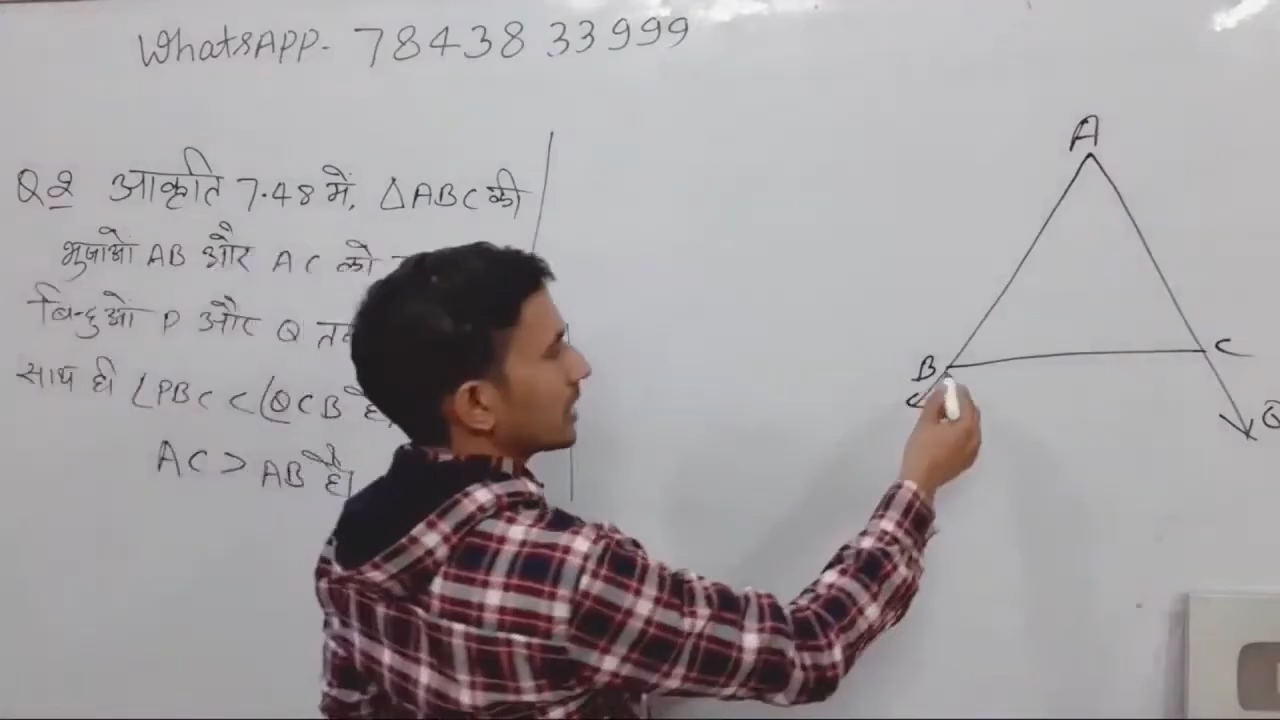 WhatsAPP- 78438 33999
Q2 आकृति 7.48 में, △ABC की
भुजाओ AB और AC को
बिन्दुओ P और Q
साथ ही ∠PBC < ∠QCB है
AC > AB है।
A
B
C
Q